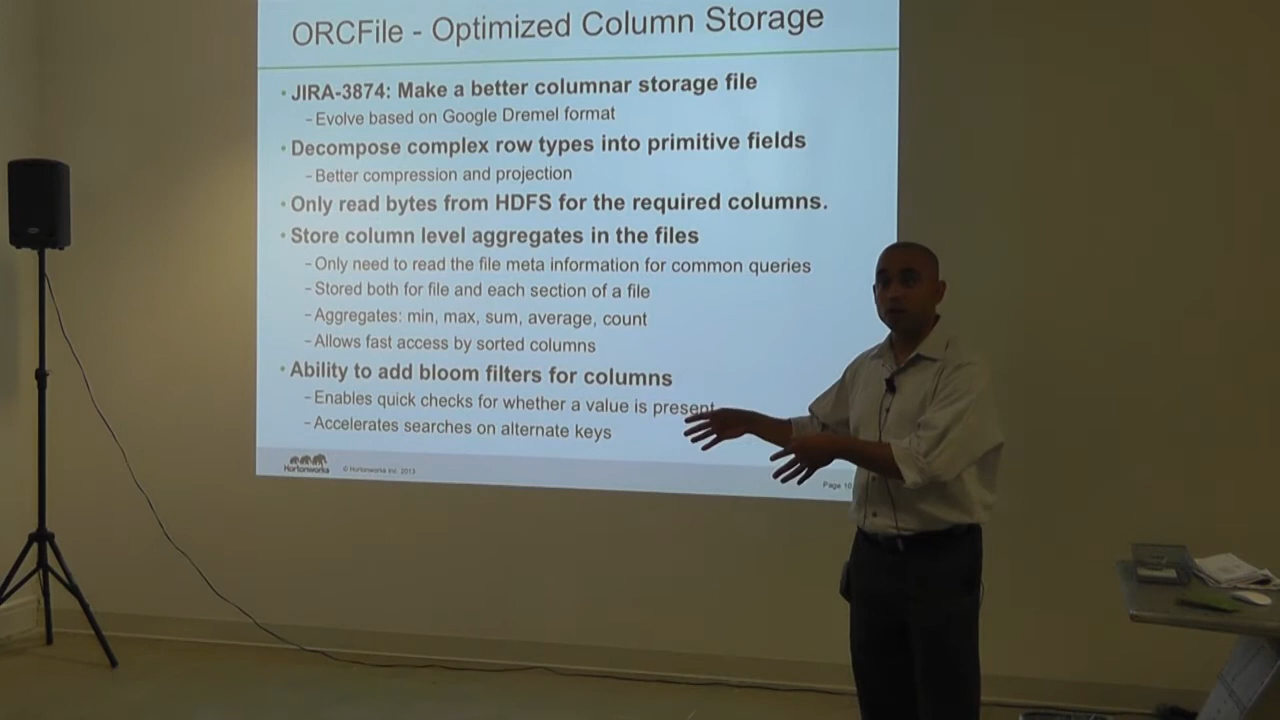 ORCFile - Optimized Column Storage
• JIRA-3874: Make a better columnar storage file
– Evolve based on Google Dremel format
• Decompose complex row types into primitive fields
– Better compression and projection
• Only read bytes from HDFS for the required columns.
• Store column level aggregates in the files
– Only need to read the file meta information for common queries
– Stored both for file and each section of a file
– Aggregates: min, max, sum, average, count
– Allows fast access by sorted columns
• Ability to add bloom filters for columns
– Enables quick checks for whether a value is present
– Accelerates searches on alternate keys
Hortonworks
© Hortonworks Inc. 2013
Page 10